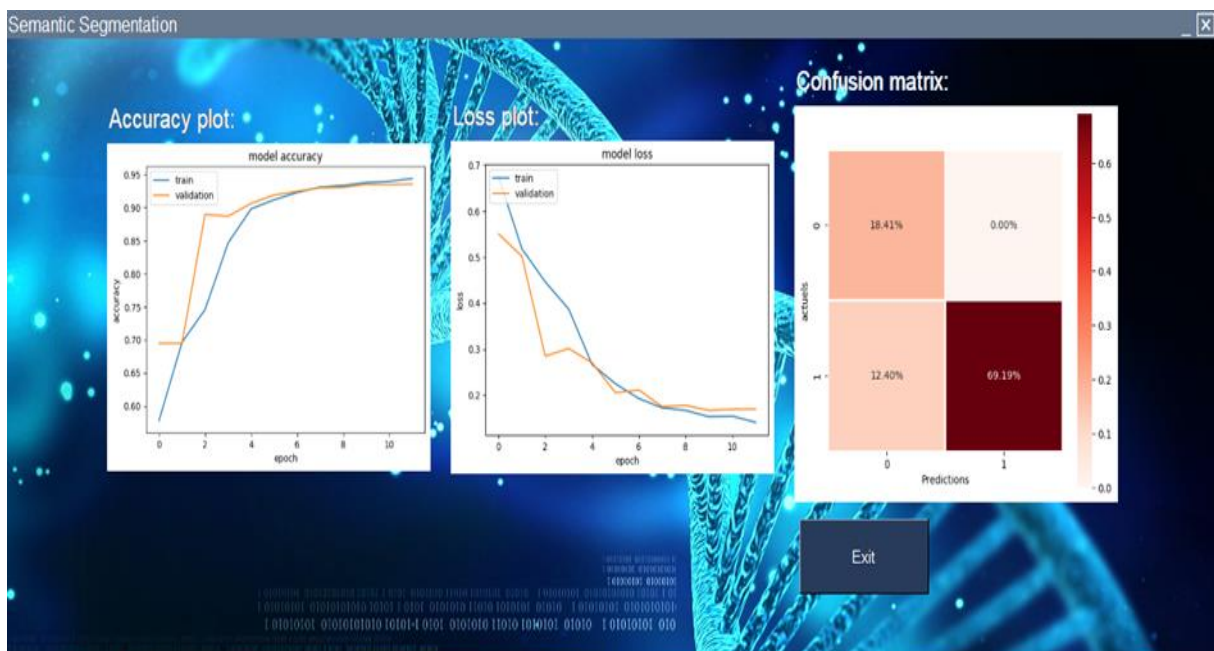 Semantic Segmentation
Accuracy plot:
model accuracy
train
validation
0.95
0.90
0.85
0.80
0.75
0.70
0.65
0.60
accuracy
0 2 4 6 8 10
epoch
Loss plot:
model loss
train
validation
0.7
0.6
0.5
0.4
0.3
0.2
loss
0 2 4 6 8 10
epoch
Confusion matrix:
18.41% 0.00%
12.40% 69.19%
0
1
actuels
0 1
Predictions
0.6
0.5
0.4
0.3
0.2
0.1
0.0
Exit